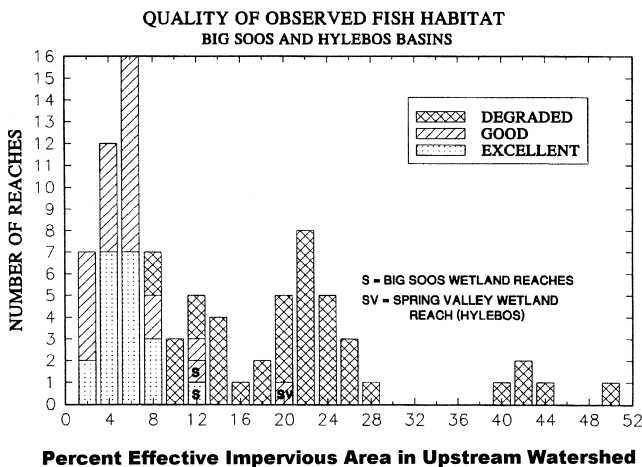 QUALITY OF OBSERVED FISH HABITAT
BIG SOOS AND HYLEBOS BASINS
NUMBER OF REACHES
16
15
14
13
12
11
10
9
8
7
6
5
4
3
2
1
0
DEGRADED
GOOD
EXCELLENT
S = BIG SOOS WETLAND REACHES
SV = SPRING VALLEY WETLAND
REACH (HYLEBOS)
S
S
SV
0 4 8 12 16 20 24 28 32 36 40 44 48 52
Percent Effective Impervious Area in Upstream Watershed